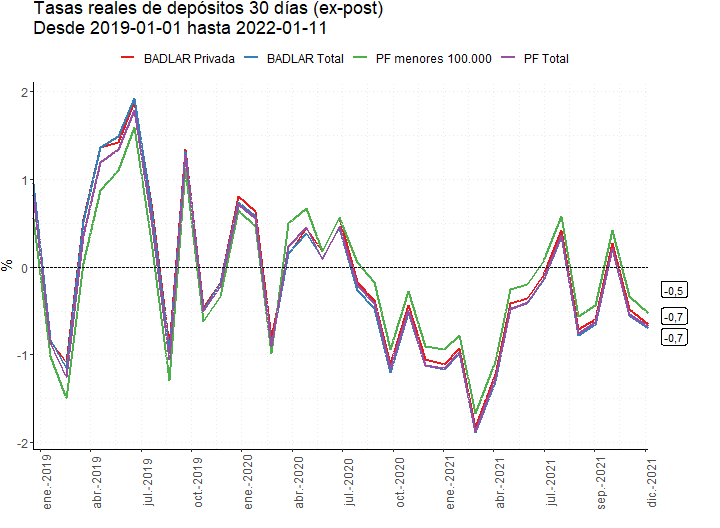 Tasas reales de depósitos 30 días (ex-post)
Desde 2019-01-01 hasta 2022-01-11
BADLAR Privada BADLAR Total PF menores 100.000 PF Total
%
2
1
0
-1
-2
-0,5
-0,7
-0,7
ene.-2019
abr.-2019
jul.-2019
oct.-2019
ene.-2020
abr.-2020
jul.-2020
oct.-2020
ene.-2021
abr.-2021
jul.-2021
sep.-2021
dic.-2021